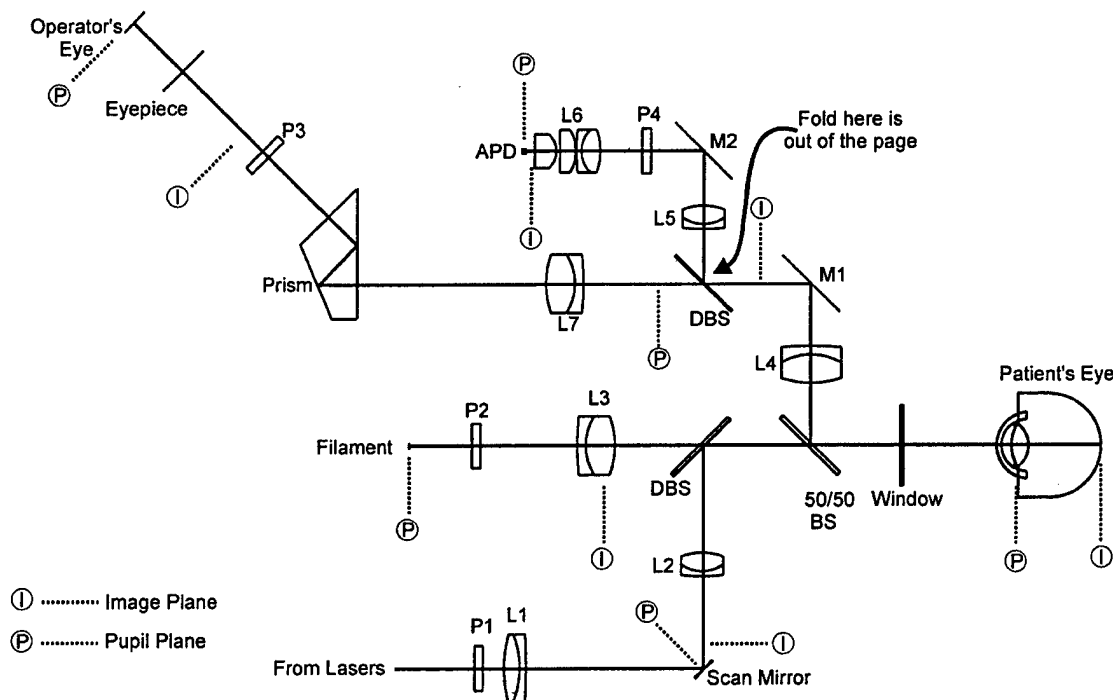 Operator's
Eye
Ⓟ
Eyepiece
P3
Ⓘ
Prism
Ⓟ
APD
L6
P4
M2
Ⓘ
L5
Fold here is
out of the page
Ⓘ
M1
L7
DBS
Ⓟ
L4
Patient's Eye
P2
L3
Filament
DBS
50/50
BS
Window
Ⓟ
Ⓘ
Ⓟ
Ⓘ
L2
Ⓟ
Ⓘ
Ⓘ Image Plane
Ⓟ Pupil Plane
P1
L1
From Lasers
Scan Mirror